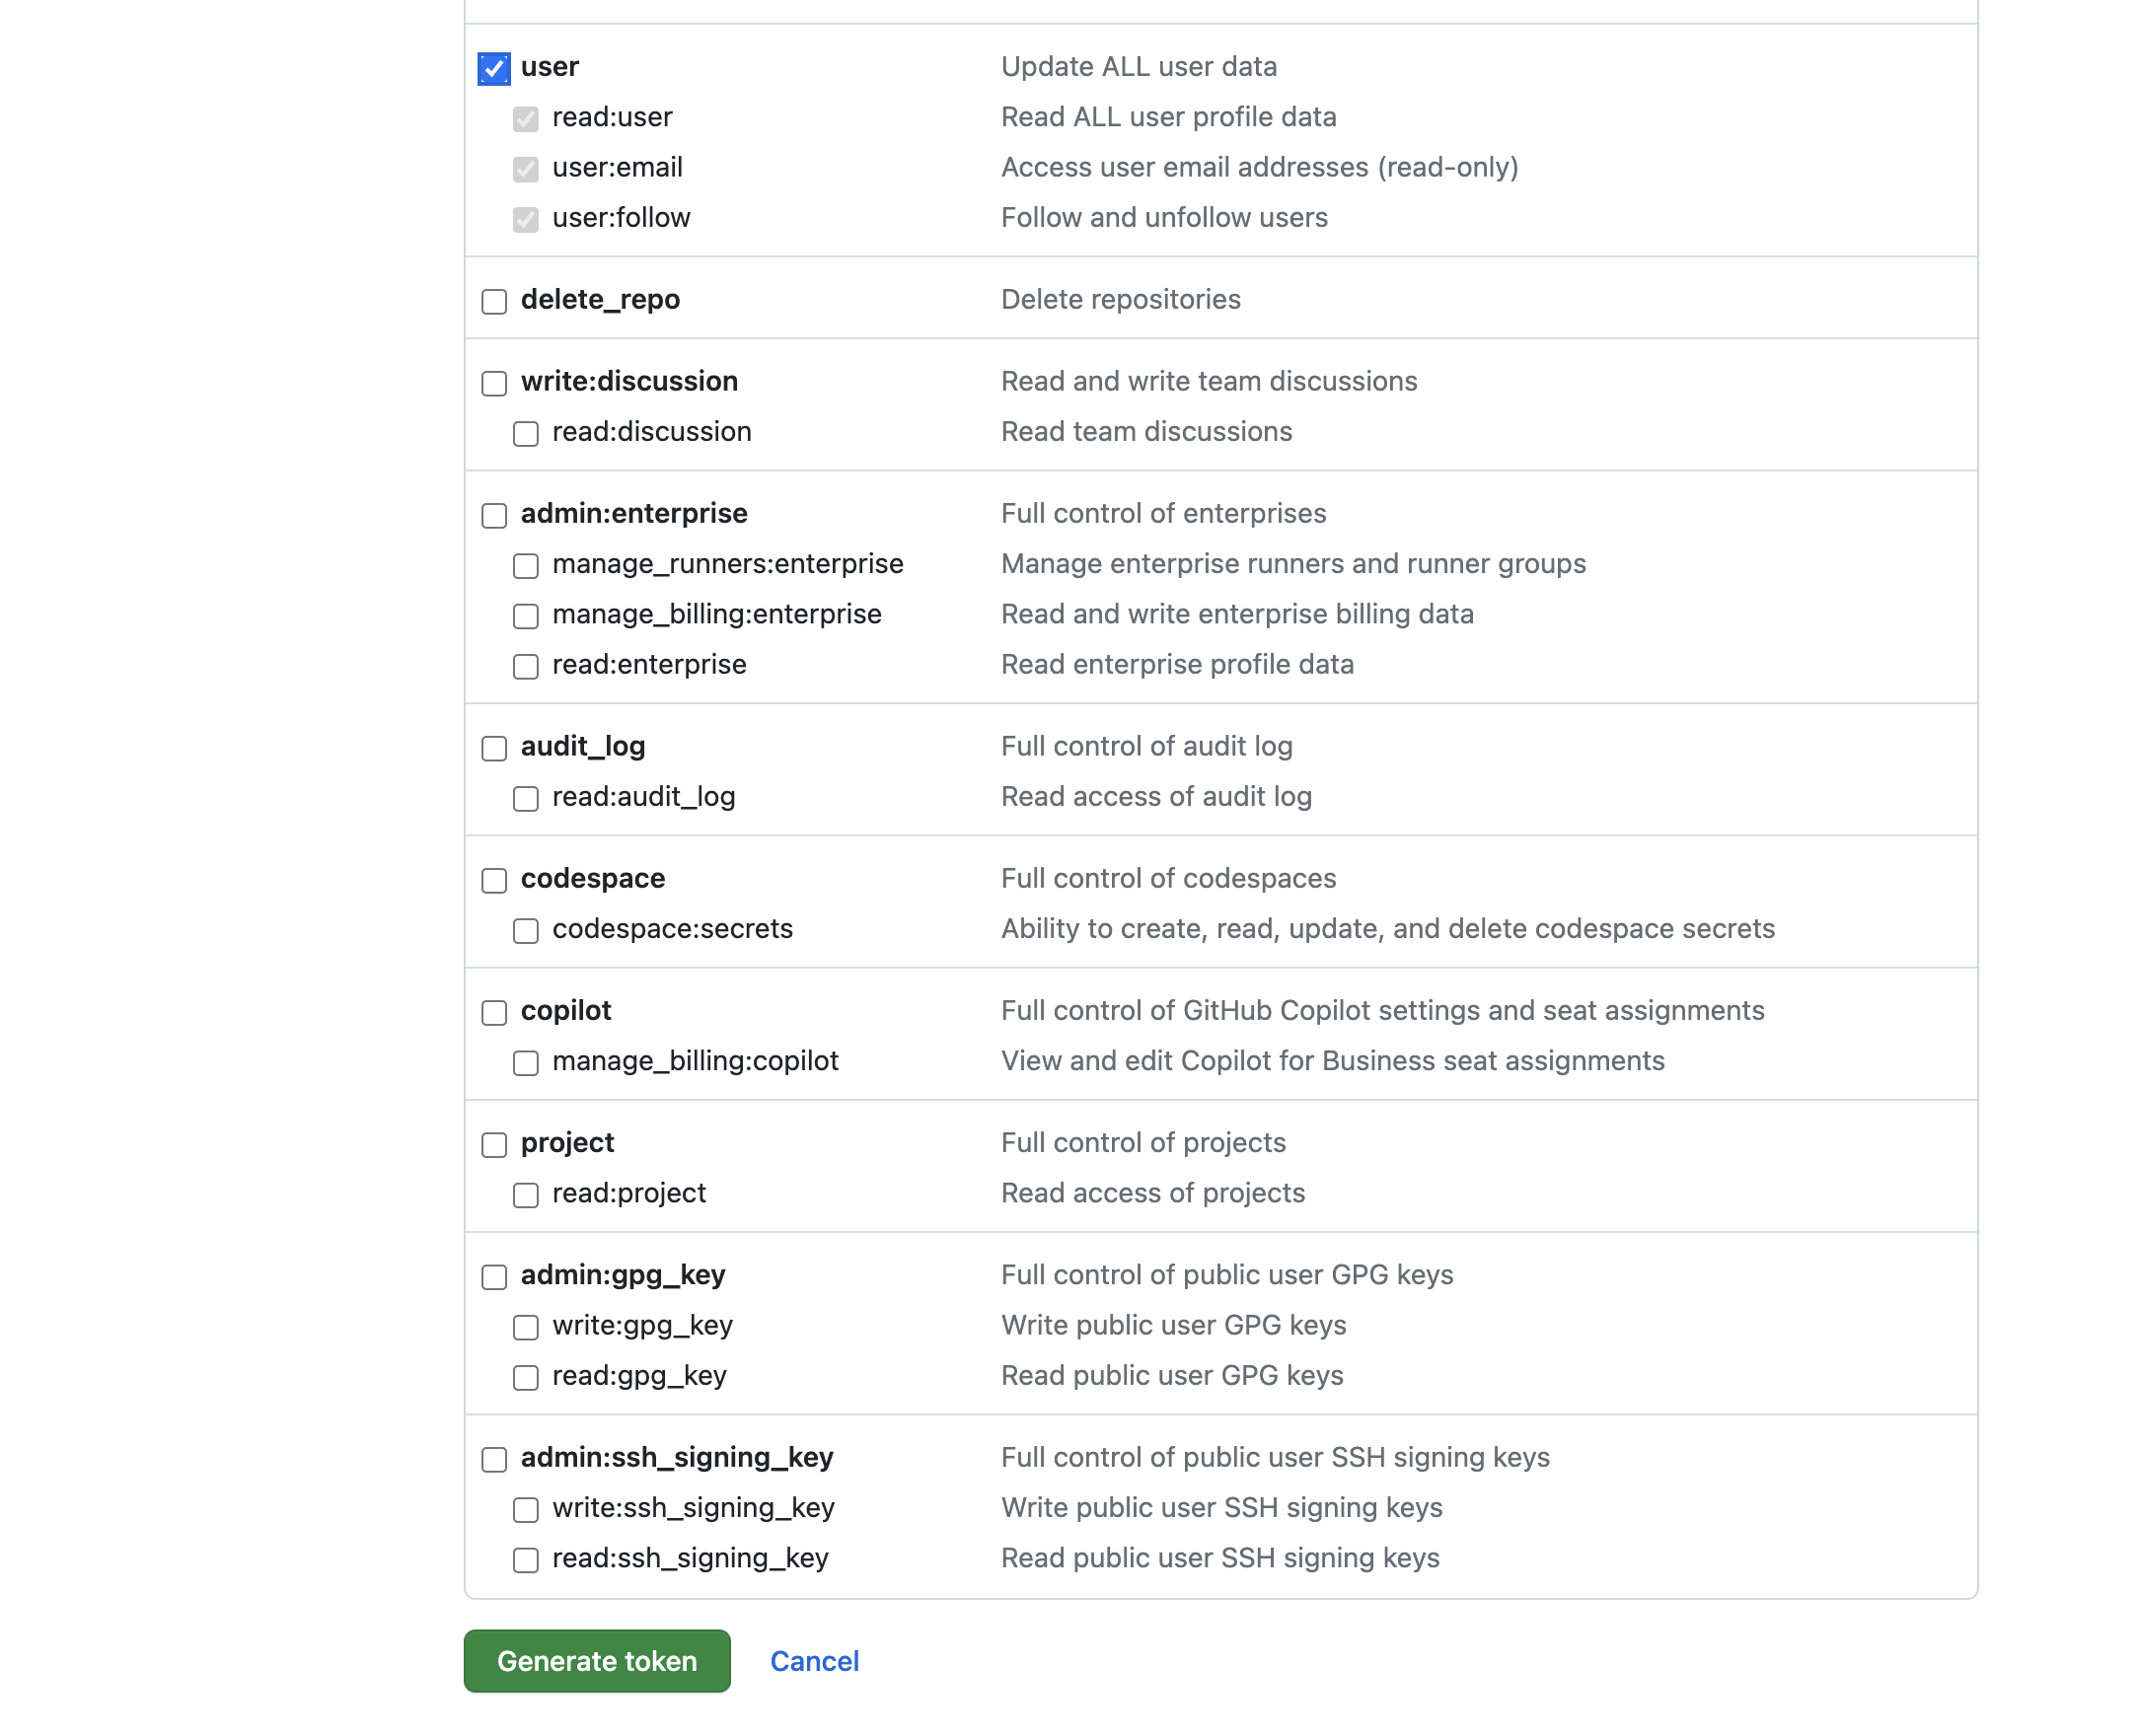 user Update ALL user data
read:user Read ALL user profile data
user:email Access user email addresses (read-only)
user:follow Follow and unfollow users
delete_repo Delete repositories
write:discussion Read and write team discussions
read:discussion Read team discussions
admin:enterprise Full control of enterprises
manage_runners:enterprise Manage enterprise runners and runner groups
manage_billing:enterprise Read and write enterprise billing data
read:enterprise Read enterprise profile data
audit_log Full control of audit log
read:audit_log Read access of audit log
codespace Full control of codespaces
codespace:secrets Ability to create, read, update, and delete codespace secrets
copilot Full control of GitHub Copilot settings and seat assignments
manage_billing:copilot View and edit Copilot for Business seat assignments
project Full control of projects
read:project Read access of projects
admin:gpg_key Full control of public user GPG keys
write:gpg_key Write public user GPG keys
read:gpg_key Read public user GPG keys
admin:ssh_signing_key Full control of public user SSH signing keys
write:ssh_signing_key Write public user SSH signing keys
read:ssh_signing_key Read public user SSH signing keys
Generate token Cancel